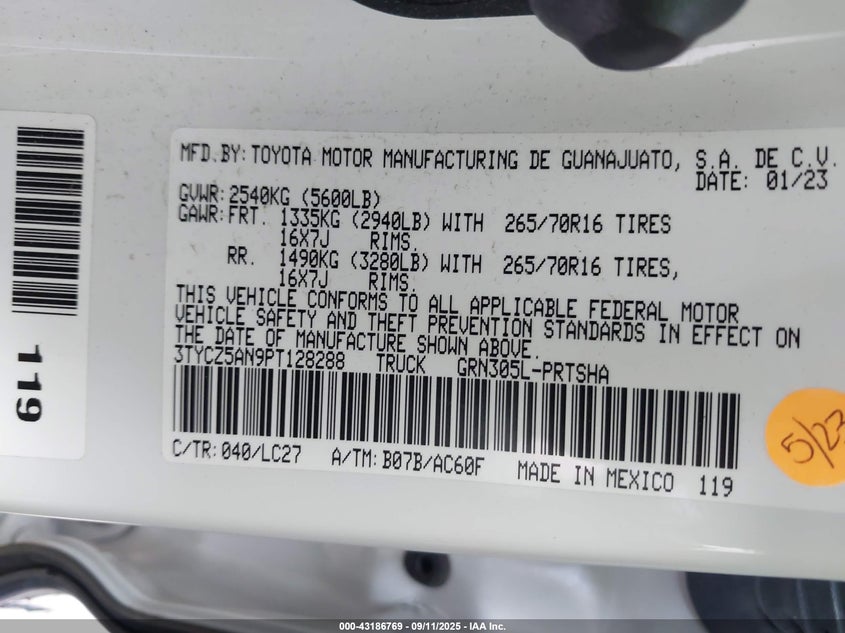 MFD.BY: TOYOTA MOTOR MANUFACTURING DE GUANAJUATO, S.A. DE C.V.
DATE: 01/23
GVWR: 2540KG (5600LB)
GAWR: FRT. 1335KG (2940LB) WITH 265/70R16 TIRES
16X7J RIMS.
RR. 1490KG (3280LB) WITH 265/70R16 TIRES,
16X7J RIMS.
THIS VEHICLE CONFORMS TO ALL APPLICABLE FEDERAL MOTOR
VEHICLE SAFETY AND THEFT PREVENTION STANDARDS IN EFFECT ON
THE DATE OF MANUFACTURE SHOWN ABOVE.
3TYCZ5AN9PT128288 TRUCK GRN305L-PRTSHA
C/TR: 040/LC27 A/TM: B07B/AC60F MADE IN MEXICO 119
119
5/23
000-43186769 - 09/11/2025 - IAA Inc.